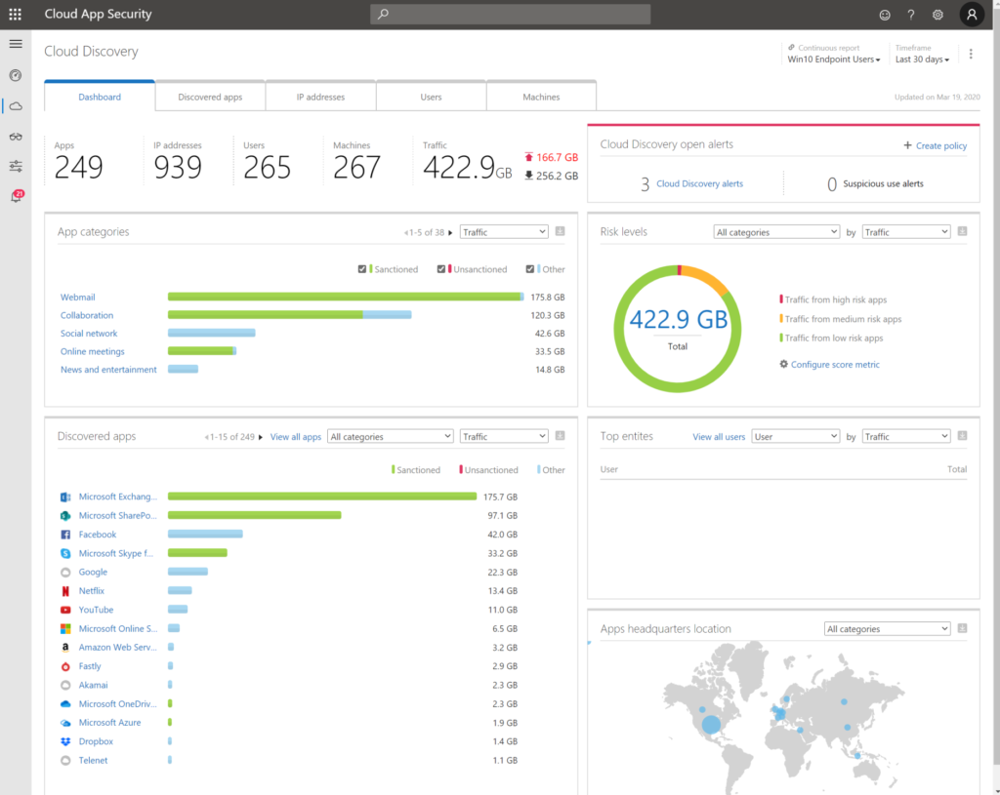 Cloud App Security
Cloud Discovery
Continuous report
Win10 Endpoint Users
Timeframe
Last 30 days
Dashboard
Discovered apps
IP addresses
Users
Machines
Updated on Mar 19, 2020
Apps
249
IP addresses
939
Users
265
Machines
267
Traffic
422.9GB
166.7 GB
256.2 GB
Cloud Discovery open alerts
+ Create policy
3 Cloud Discovery alerts
0 Suspicious use alerts
21
App categories
1-5 of 38
Traffic
Sanctioned
Unsanctioned
Other
Webmail 175.8 GB
Collaboration 120.3 GB
Social network 42.6 GB
Online meetings 33.5 GB
News and entertainment 14.8 GB
Risk levels
All categories by Traffic
422.9 GB
Total
Traffic from high risk apps
Traffic from medium risk apps
Traffic from low risk apps
Configure score metric
Discovered apps
1-15 of 249
View all apps
All categories
Traffic
Sanctioned
Unsanctioned
Other
Microsoft Exchang... 175.7 GB
Microsoft SharePo... 97.1 GB
Facebook 42.0 GB
Microsoft Skype f... 33.2 GB
Google 22.3 GB
Netflix 13.4 GB
YouTube 11.0 GB
Microsoft Online S... 6.5 GB
Amazon Web Serv... 3.2 GB
Fastly 2.9 GB
Akamai 2.3 GB
Microsoft OneDriv... 2.3 GB
Microsoft Azure 1.9 GB
Dropbox 1.4 GB
Telenet 1.1 GB
Top entites
View all users
User by Traffic
User Total
Apps headquarters location
All categories